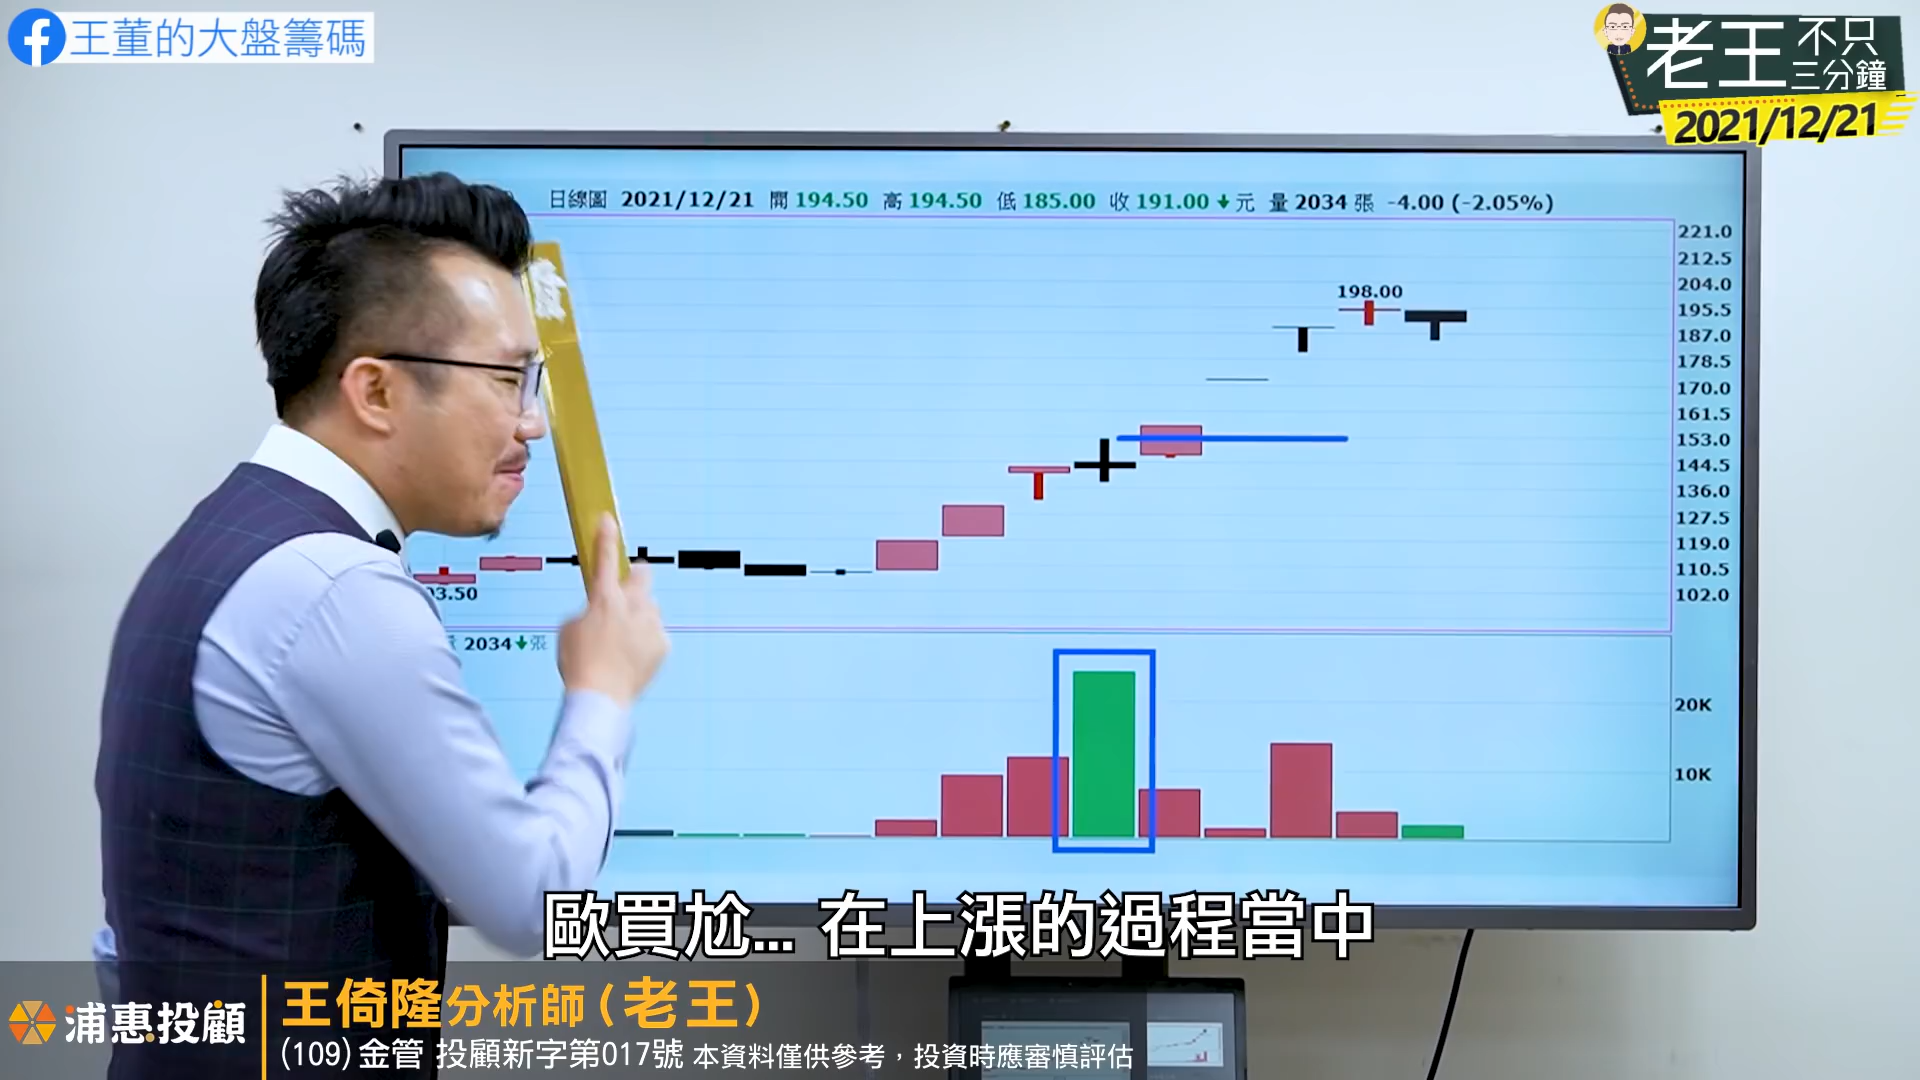 王董的大盤籌碼
老王 不只三分鐘
2021/12/21
日線圖 2021/12/21 開 194.50 高 194.50 低 185.00 收 191.00 ↓ 元 量 2034 張 -4.00 (-2.05%)
221.0
212.5
204.0
198.00
195.5
187.0
178.5
170.0
161.5
153.0
144.5
136.0
127.5
119.0
110.5
102.0
03.50
2034 ↓ 張
20K
10K
歐買尬... 在上漲的過程當中
浦惠投顧
王倚隆分析師(老王)
(109) 金管 投顧新字第017號 本資料僅供參考，投資時應審慎評估